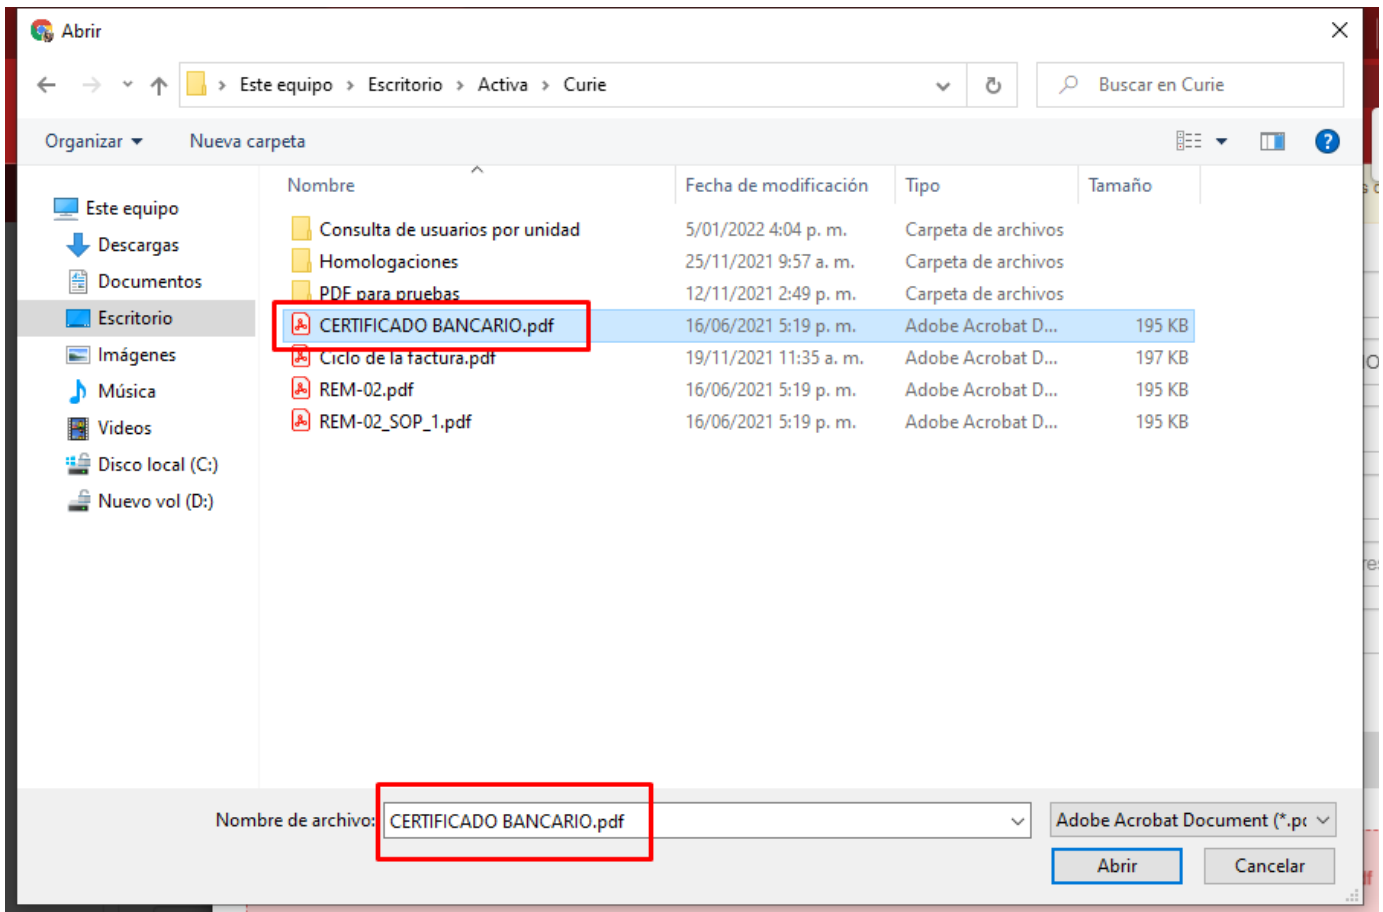 Abrir
Este equipo > Escritorio > Activa > Curie
Buscar en Curie
Organizar
Nueva carpeta
?
Nombre
Fecha de modificación
Tipo
Tamaño
Este equipo
Descargas
Documentos
Escritorio
Imágenes
Música
Videos
Disco local (C:)
Nuevo vol (D:)
Consulta de usuarios por unidad 5/01/2022 4:04 p. m. Carpeta de archivos
Homologaciones 25/11/2021 9:57 a. m. Carpeta de archivos
PDF para pruebas 12/11/2021 2:49 p. m. Carpeta de archivos
CERTIFICADO BANCARIO.pdf 16/06/2021 5:19 p. m. Adobe Acrobat D... 195 KB
Ciclo de la factura.pdf 19/11/2021 11:35 a. m. Adobe Acrobat D... 197 KB
REM-02.pdf 16/06/2021 5:19 p. m. Adobe Acrobat D... 195 KB
REM-02_SOP_1.pdf 16/06/2021 5:19 p. m. Adobe Acrobat D... 195 KB
Nombre de archivo: CERTIFICADO BANCARIO.pdf
Adobe Acrobat Document (*.pc
Abrir
Cancelar